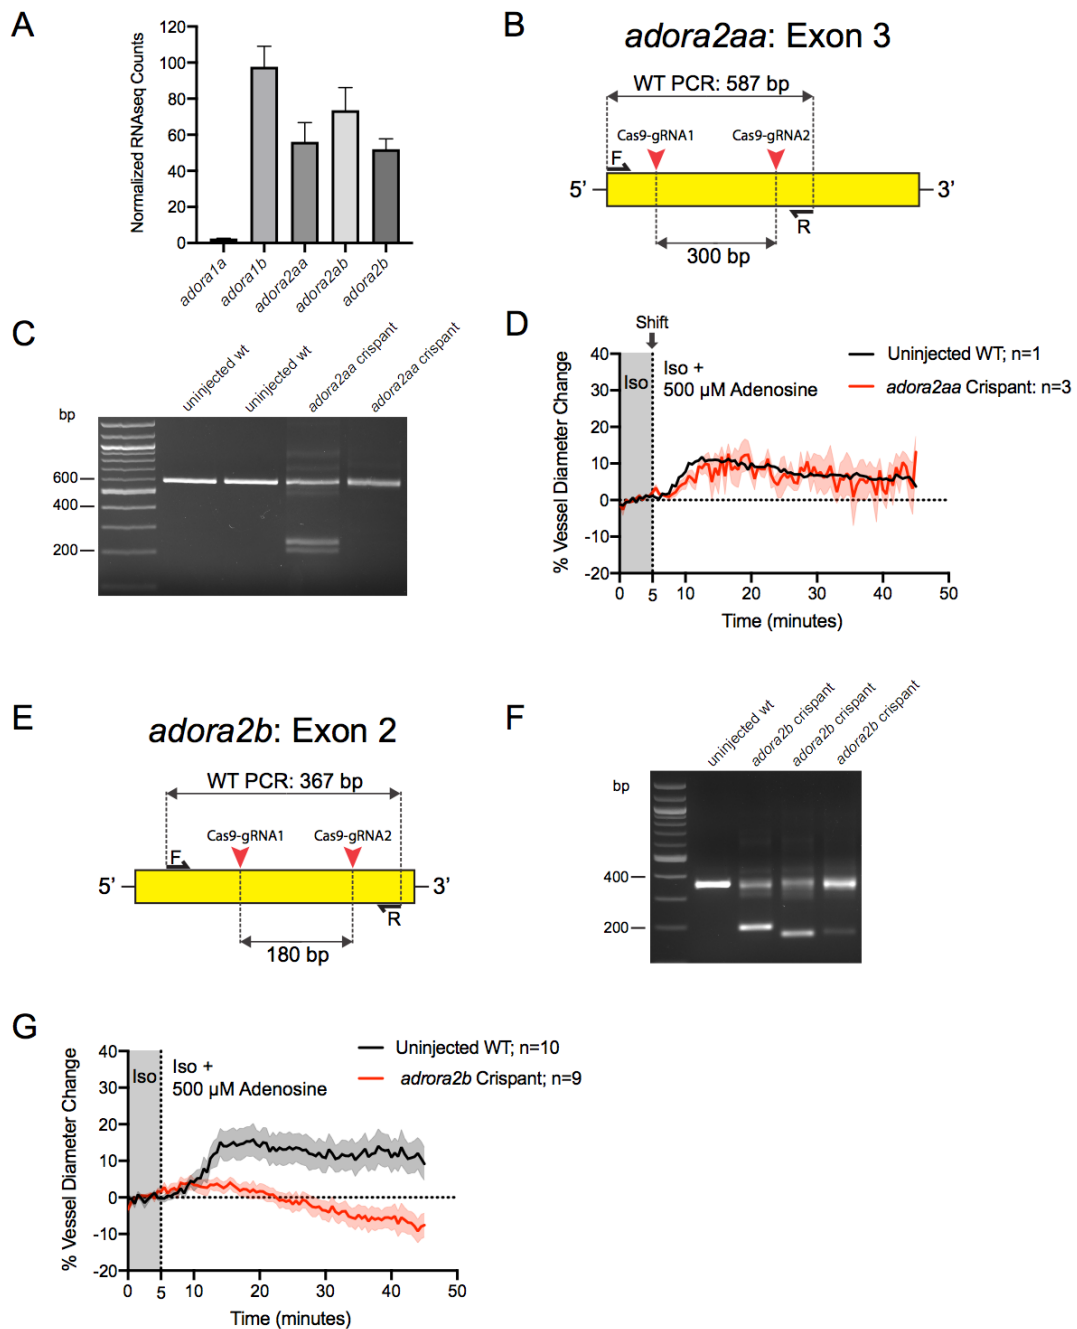 A
Normalized RNAseq Counts
120
100
80
60
40
20
0
adora1a
adora1b
adora2aa
adora2ab
adora2b
B
adora2aa: Exon 3
WT PCR: 587 bp
Cas9-gRNA1
Cas9-gRNA2
F
5’
3’
R
300 bp
C
uninjected wt
uninjected wt
adora2aa crispant
adora2aa crispant
bp
600
400
200
D
Shift
Iso
Iso +
500 µM Adenosine
Uninjected WT; n=1
adora2aa Crispant: n=3
% Vessel Diameter Change
40
30
20
10
0
-10
-20
0
5
10
20
30
40
50
Time (minutes)
E
adora2b: Exon 2
WT PCR: 367 bp
Cas9-gRNA1
Cas9-gRNA2
F
5’
3’
R
180 bp
F
uninjected wt
adora2b crispant
adora2b crispant
adora2b crispant
bp
400
200
G
Iso
Iso +
500 µM Adenosine
Uninjected WT; n=10
adrora2b Crispant; n=9
% Vessel Diameter Change
40
30
20
10
0
-10
-20
0
5
10
20
30
40
50
Time (minutes)